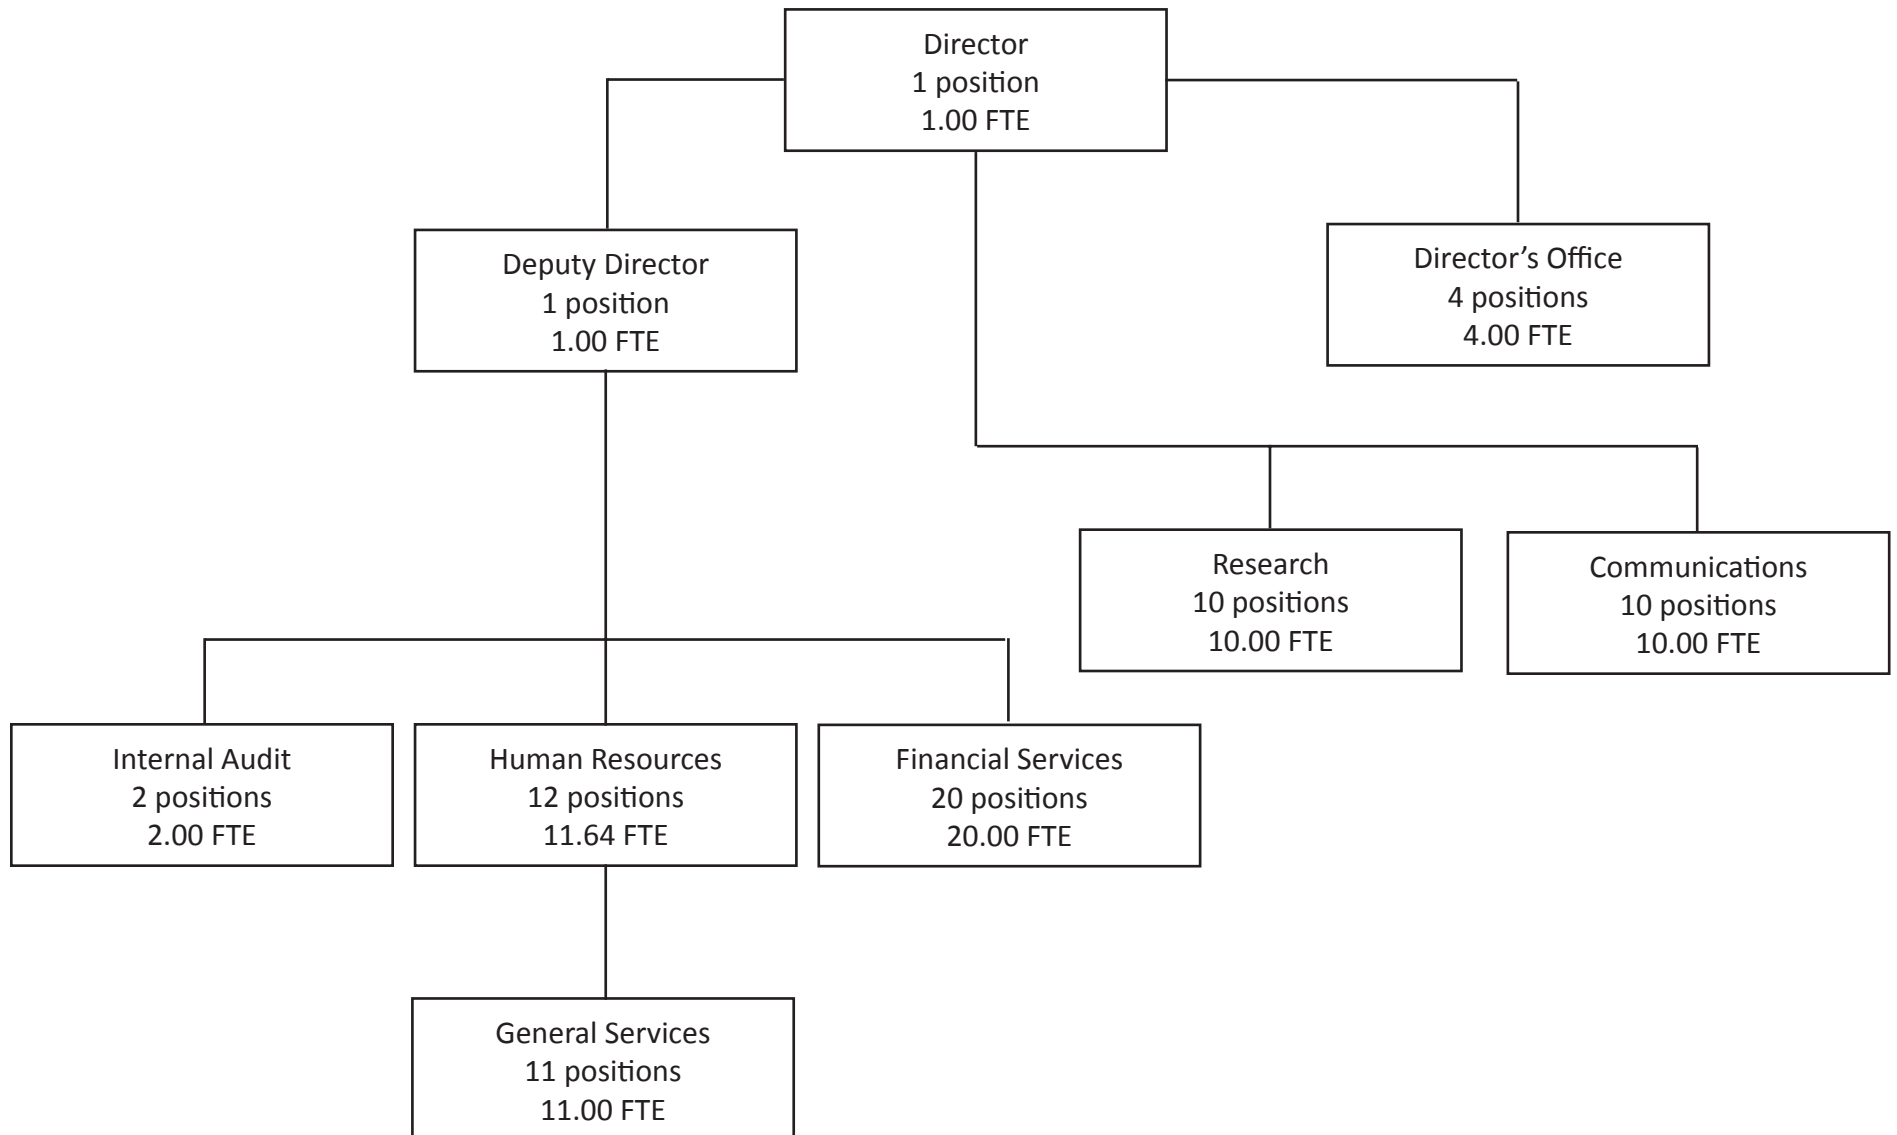 Director
1 position
1.00 FTE
Deputy Director
1 position
1.00 FTE
Director’s Office
4 positions
4.00 FTE
Research
10 positions
10.00 FTE
Communications
10 positions
10.00 FTE
Internal Audit
2 positions
2.00 FTE
Human Resources
12 positions
11.64 FTE
Financial Services
20 positions
20.00 FTE
General Services
11 positions
11.00 FTE